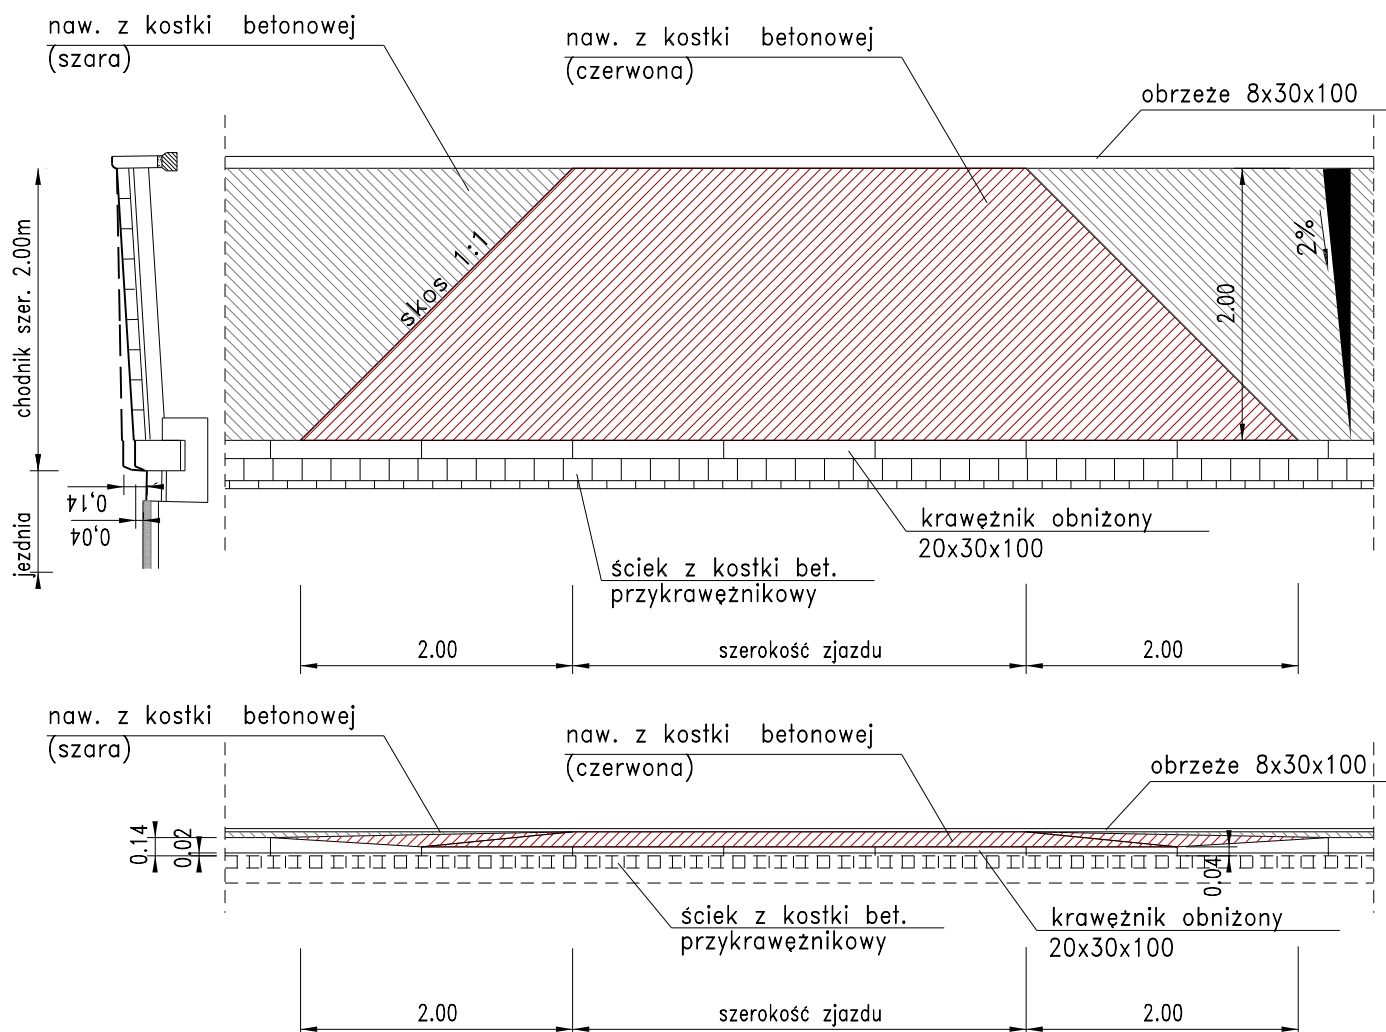 naw. z kostki betonowej
(szara)
naw. z kostki betonowej
(czerwona)
obrzeże 8x30x100
chodnik szer. 2.00m
jezdnia
skos 1:1
2%
2.00
0,14
0,04
krawężnik obniżony
20x30x100
ściek z kostki bet.
przykrawężnikowy
2.00
szerokość zjazdu
2.00
naw. z kostki betonowej
(szara)
naw. z kostki betonowej
(czerwona)
obrzeże 8x30x100
0.14
0.02
0.04
ściek z kostki bet.
przykrawężnikowy
krawężnik obniżony
20x30x100
2.00
szerokość zjazdu
2.00